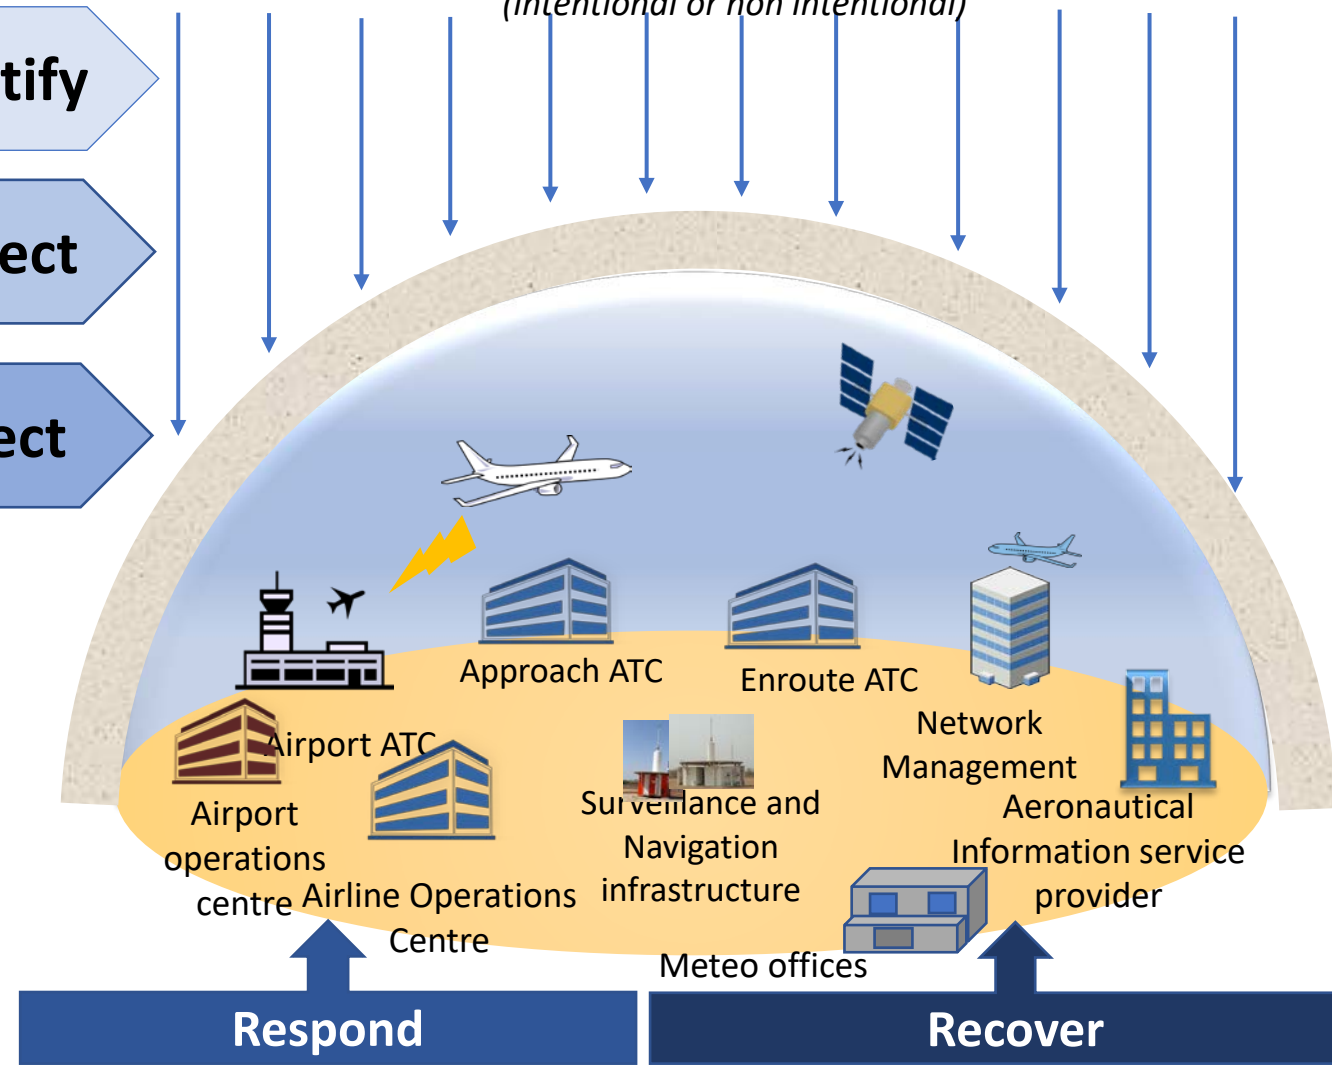 (intentional or non intentional)
tify
ect
ect
Approach ATC
Enroute ATC
Airport ATC
Network
Management
Airport
operations
centre
Airline Operations
Centre
Surveillance and
Navigation
infrastructure
Aeronautical
Information service
provider
Meteo offices
Respond
Recover